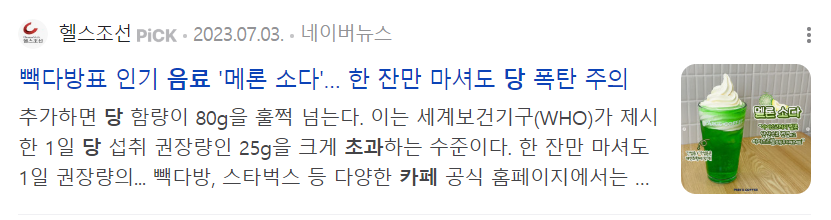 헬스조선
헬스조선 PiCK · 2023.07.03. · 네이버뉴스
빽다방표 인기 음료 '메론 소다'... 한 잔만 마셔도 당 폭탄 주의
추가하면 당 함량이 80g을 훌쩍 넘는다. 이는 세계보건기구(WHO)가 제시
한 1일 당 섭취 권장량인 25g을 크게 초과하는 수준이다. 한 잔만 마셔도
1일 권장량의... 빽다방, 스타벅스 등 다양한 카페 공식 홈페이지에서는 ...
메론 소다